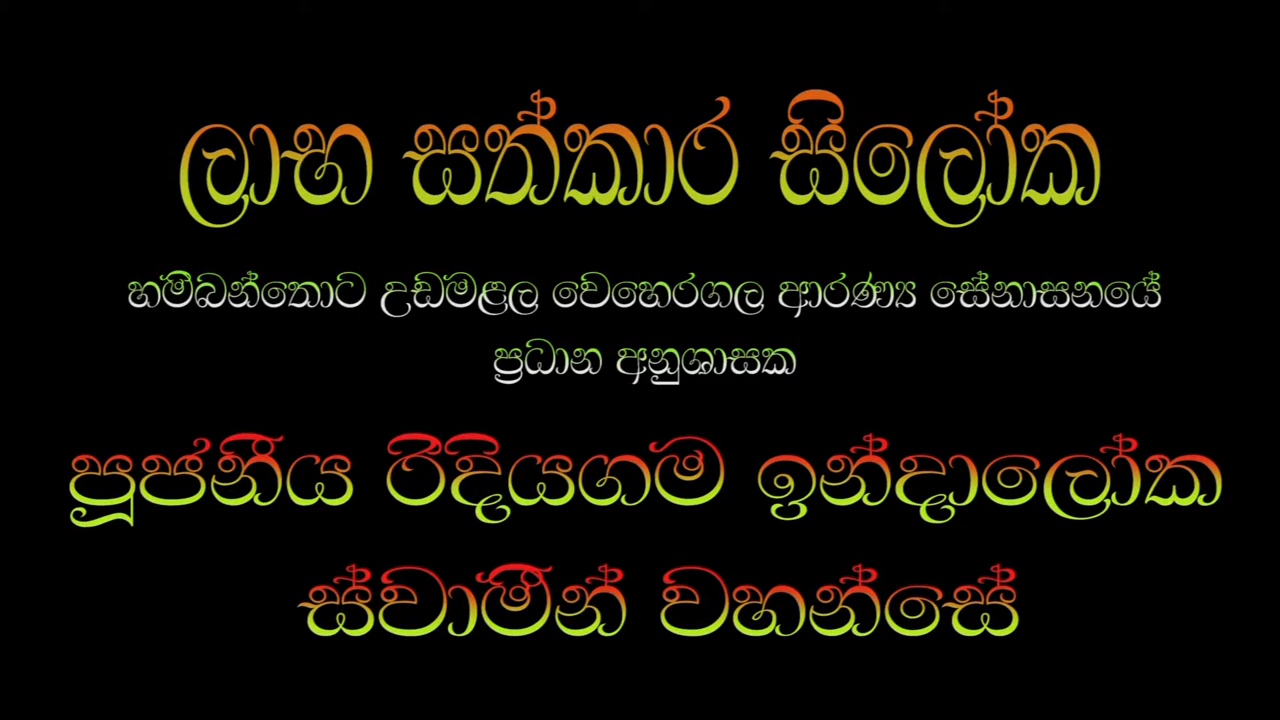 ලාභ සත්කාර සිලෝක
හම්බන්තොට උඩමළල වෙහෙරගල ආරණ්‍ය සේනාසනයේ
ප්‍රධාන අනුශාසක
පූජනීය රිදියගම ඉන්දාලෝක
ස්වාමීන් වහන්සේ